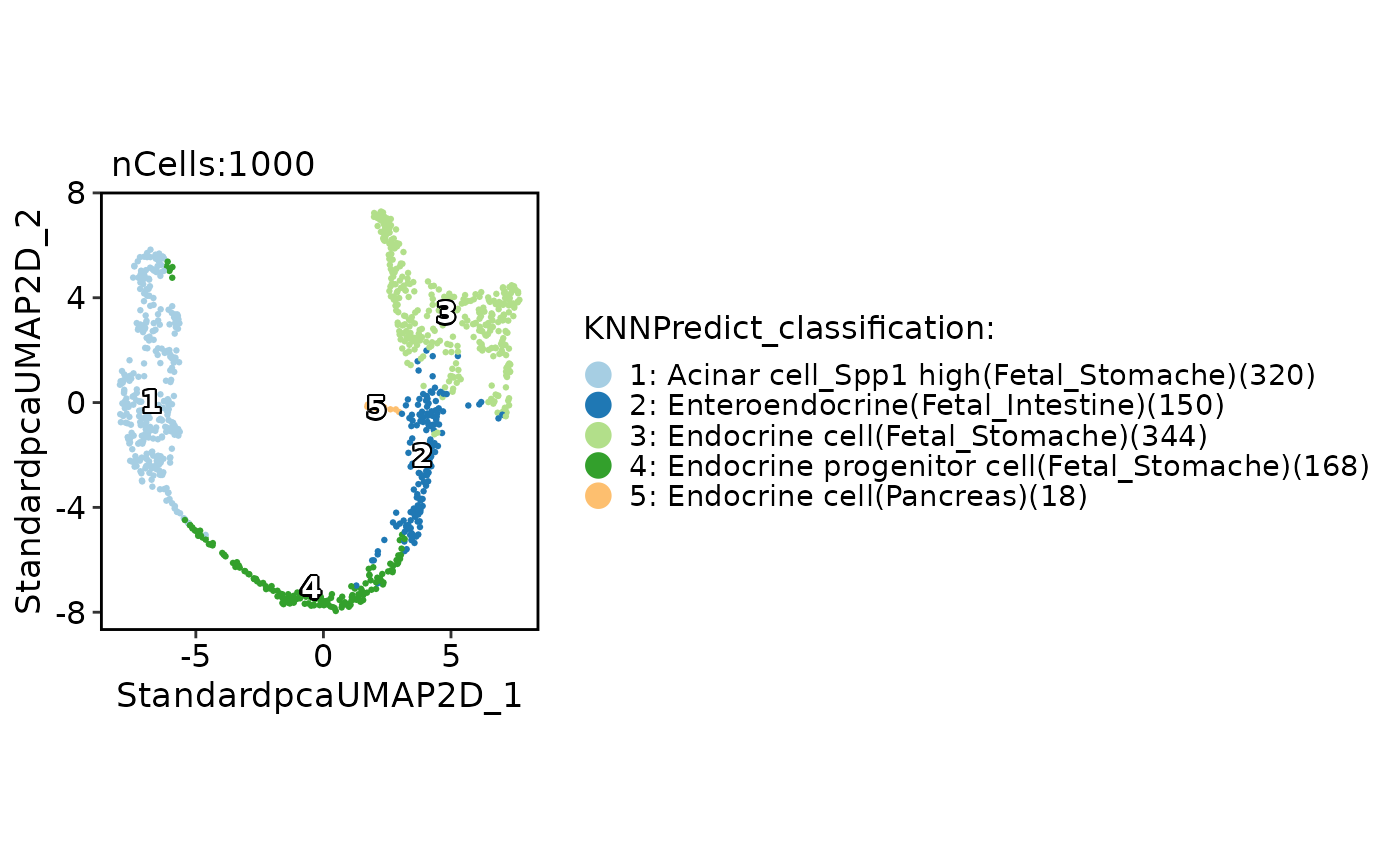 nCells:1000
8
4
0
-4
-8
StandardpcaUMAP2D_2
1
2
3
4
5
-5
0
5
StandardpcaUMAP2D_1
KNNPredict_classification:
1: Acinar cell_Spp1 high(Fetal_Stomache)(320)
2: Enteroendocrine(Fetal_Intestine)(150)
3: Endocrine cell(Fetal_Stomache)(344)
4: Endocrine progenitor cell(Fetal_Stomache)(168)
5: Endocrine cell(Pancreas)(18)